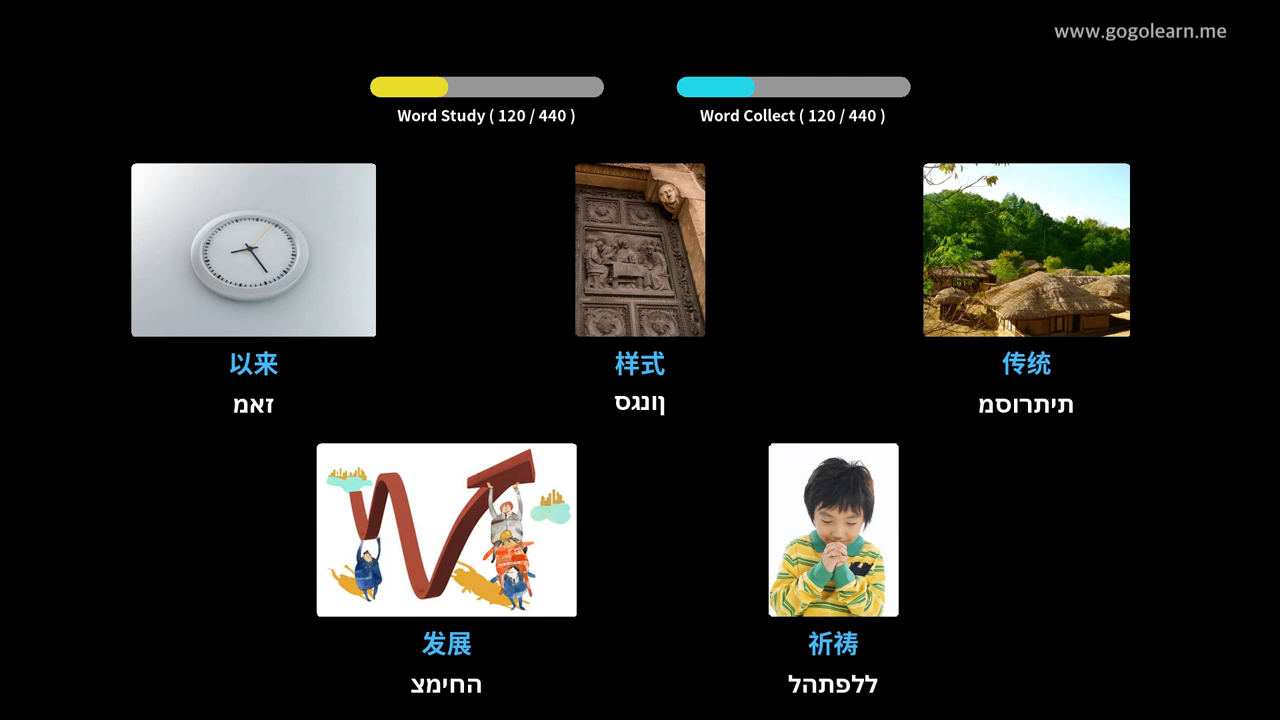 www.gogolearn.me
Word Study ( 120 / 440 )
Word Collect ( 120 / 440 )
以来
样式
传统
מאז
סגנון
מסורתית
发展
祈祷
צמיחה
להתפלל